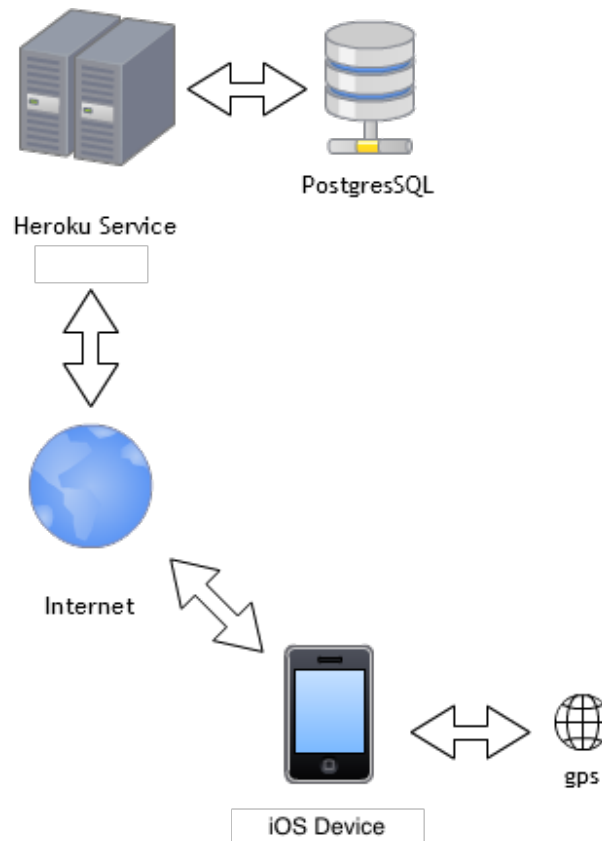 PostgresSQL
Heroku Service
Internet
gps
iOS Device